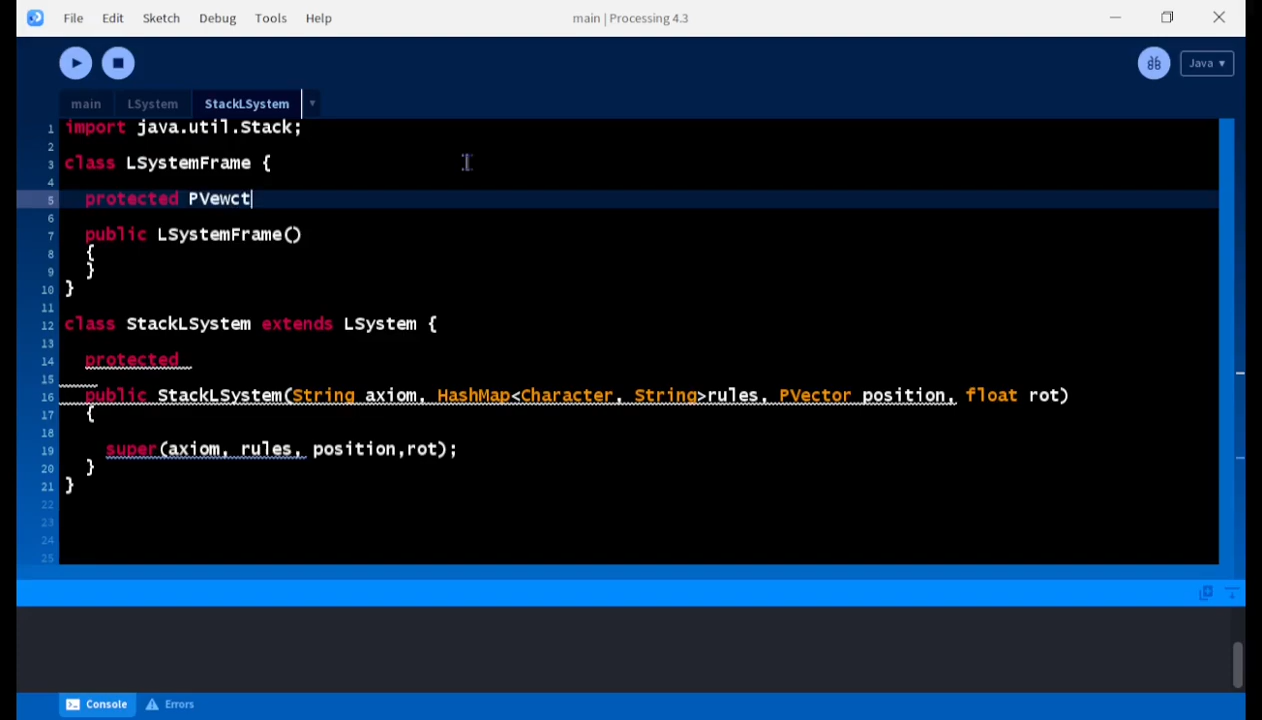 File Edit Sketch Debug Tools Help main | Processing 4.3
Java ▾
main LSystem StackLSystem ▾
1 import java.util.Stack;
2
3 class LSystemFrame {
4
5 protected PVewct
6
7 public LSystemFrame()
8 {
9 }
10 }
11
12 class StackLSystem extends LSystem {
13
14 protected
15
16 public StackLSystem(String axiom, HashMap<Character, String>rules, PVector position, float rot)
17 {
18
19 super(axiom, rules, position,rot);
20 }
21 }
22
23
24
25
Console Errors